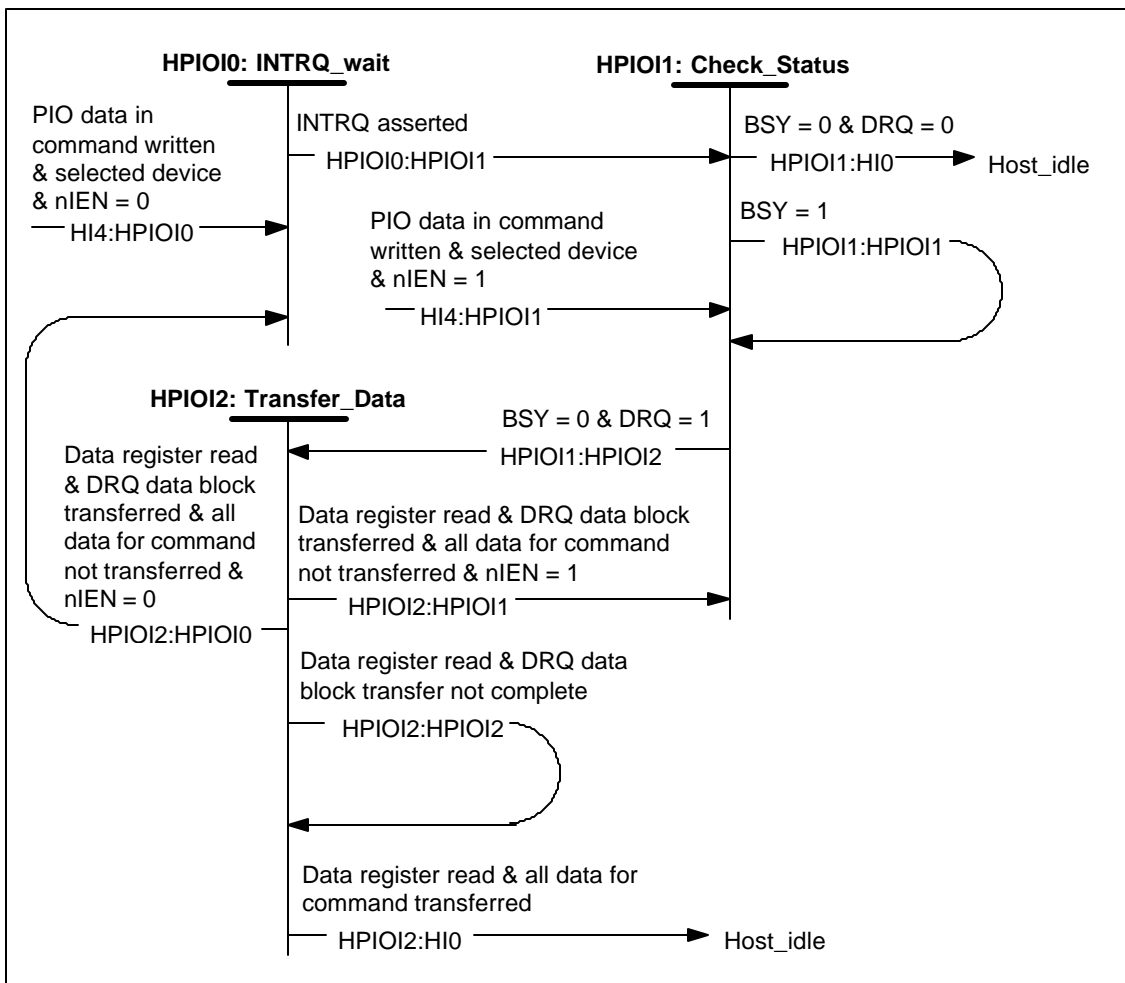 HPIOI0: INTRQ_wait
HPIOI1: Check_Status
PIO data in
command written
& selected device
& nIEN = 0
HI4:HPIOI0
INTRQ asserted
HPIOI0:HPIOI1
BSY = 0 & DRQ = 0
HPIOI1:HI0
Host_idle
BSY = 1
HPIOI1:HPIOI1
PIO data in command
written & selected device
& nIEN = 1
HI4:HPIOI1
HPIOI2: Transfer_Data
BSY = 0 & DRQ = 1
HPIOI1:HPIOI2
Data register read
& DRQ data block
transferred & all
data for command
not transferred &
nIEN = 0
HPIOI2:HPIOI0
Data register read & DRQ data block
transferred & all data for command
not transferred & nIEN = 1
HPIOI2:HPIOI1
Data register read & DRQ data
block transfer not complete
HPIOI2:HPIOI2
Data register read & all data for
command transferred
HPIOI2:HI0
Host_idle